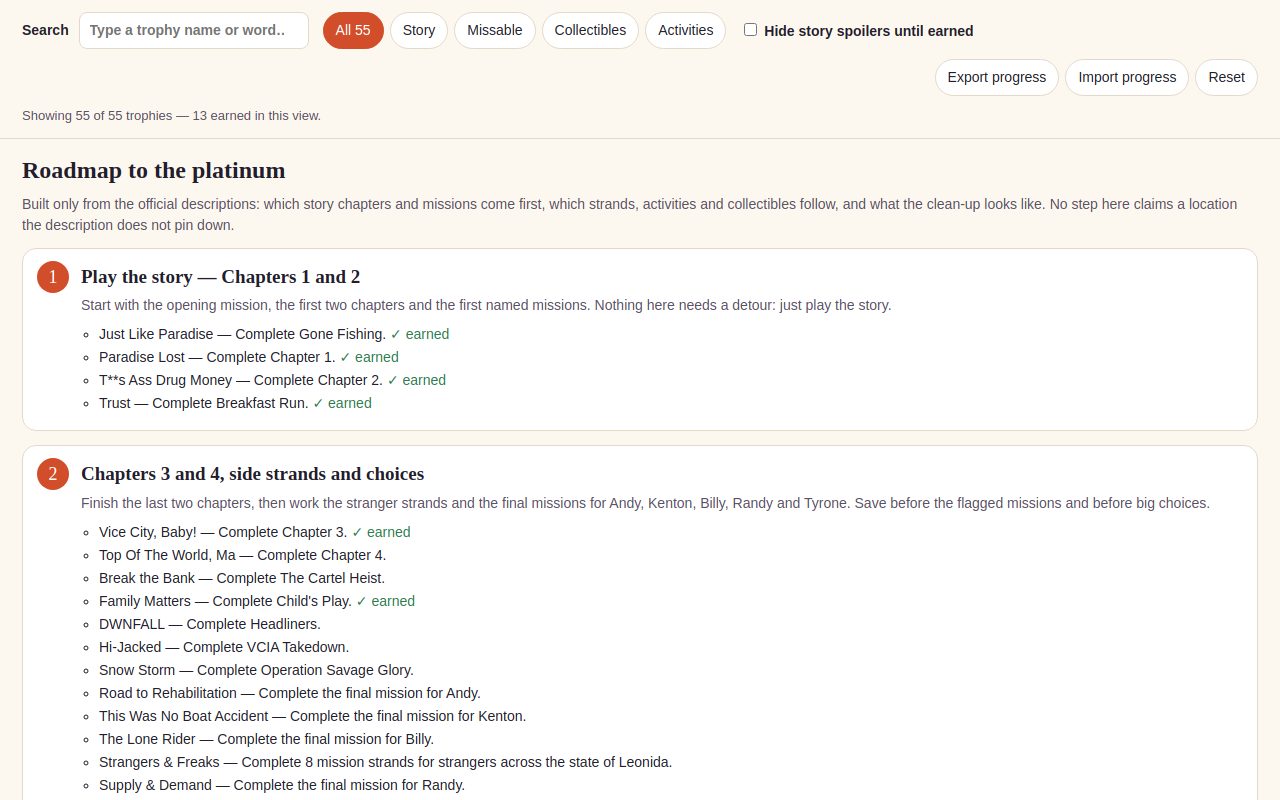 Search Type a trophy name or word.. All 55 Story Missable Collectibles Activities Hide story spoilers until earned
Export progress Import progress Reset
Showing 55 of 55 trophies — 13 earned in this view.
Roadmap to the platinum
Built only from the official descriptions: which story chapters and missions come first, which strands, activities and collectibles follow, and what the clean-up looks like. No step here claims a location
the description does not pin down.
1 Play the story — Chapters 1 and 2
Start with the opening mission, the first two chapters and the first named missions. Nothing here needs a detour: just play the story.
Just Like Paradise — Complete Gone Fishing. ✓ earned
Paradise Lost — Complete Chapter 1. ✓ earned
T**s Ass Drug Money — Complete Chapter 2. ✓ earned
Trust — Complete Breakfast Run. ✓ earned
2 Chapters 3 and 4, side strands and choices
Finish the last two chapters, then work the stranger strands and the final missions for Andy, Kenton, Billy, Randy and Tyrone. Save before the flagged missions and before big choices.
Vice City, Baby! — Complete Chapter 3. ✓ earned
Top Of The World, Ma — Complete Chapter 4.
Break the Bank — Complete The Cartel Heist.
Family Matters — Complete Child's Play. ✓ earned
DWNFALL — Complete Headliners.
Hi-Jacked — Complete VCIA Takedown.
Snow Storm — Complete Operation Savage Glory.
Road to Rehabilitation — Complete the final mission for Andy.
This Was No Boat Accident — Complete the final mission for Kenton.
The Lone Rider — Complete the final mission for Billy.
Strangers & Freaks — Complete 8 mission strands for strangers across the state of Leonida.
Supply & Demand — Complete the final mission for Randy.